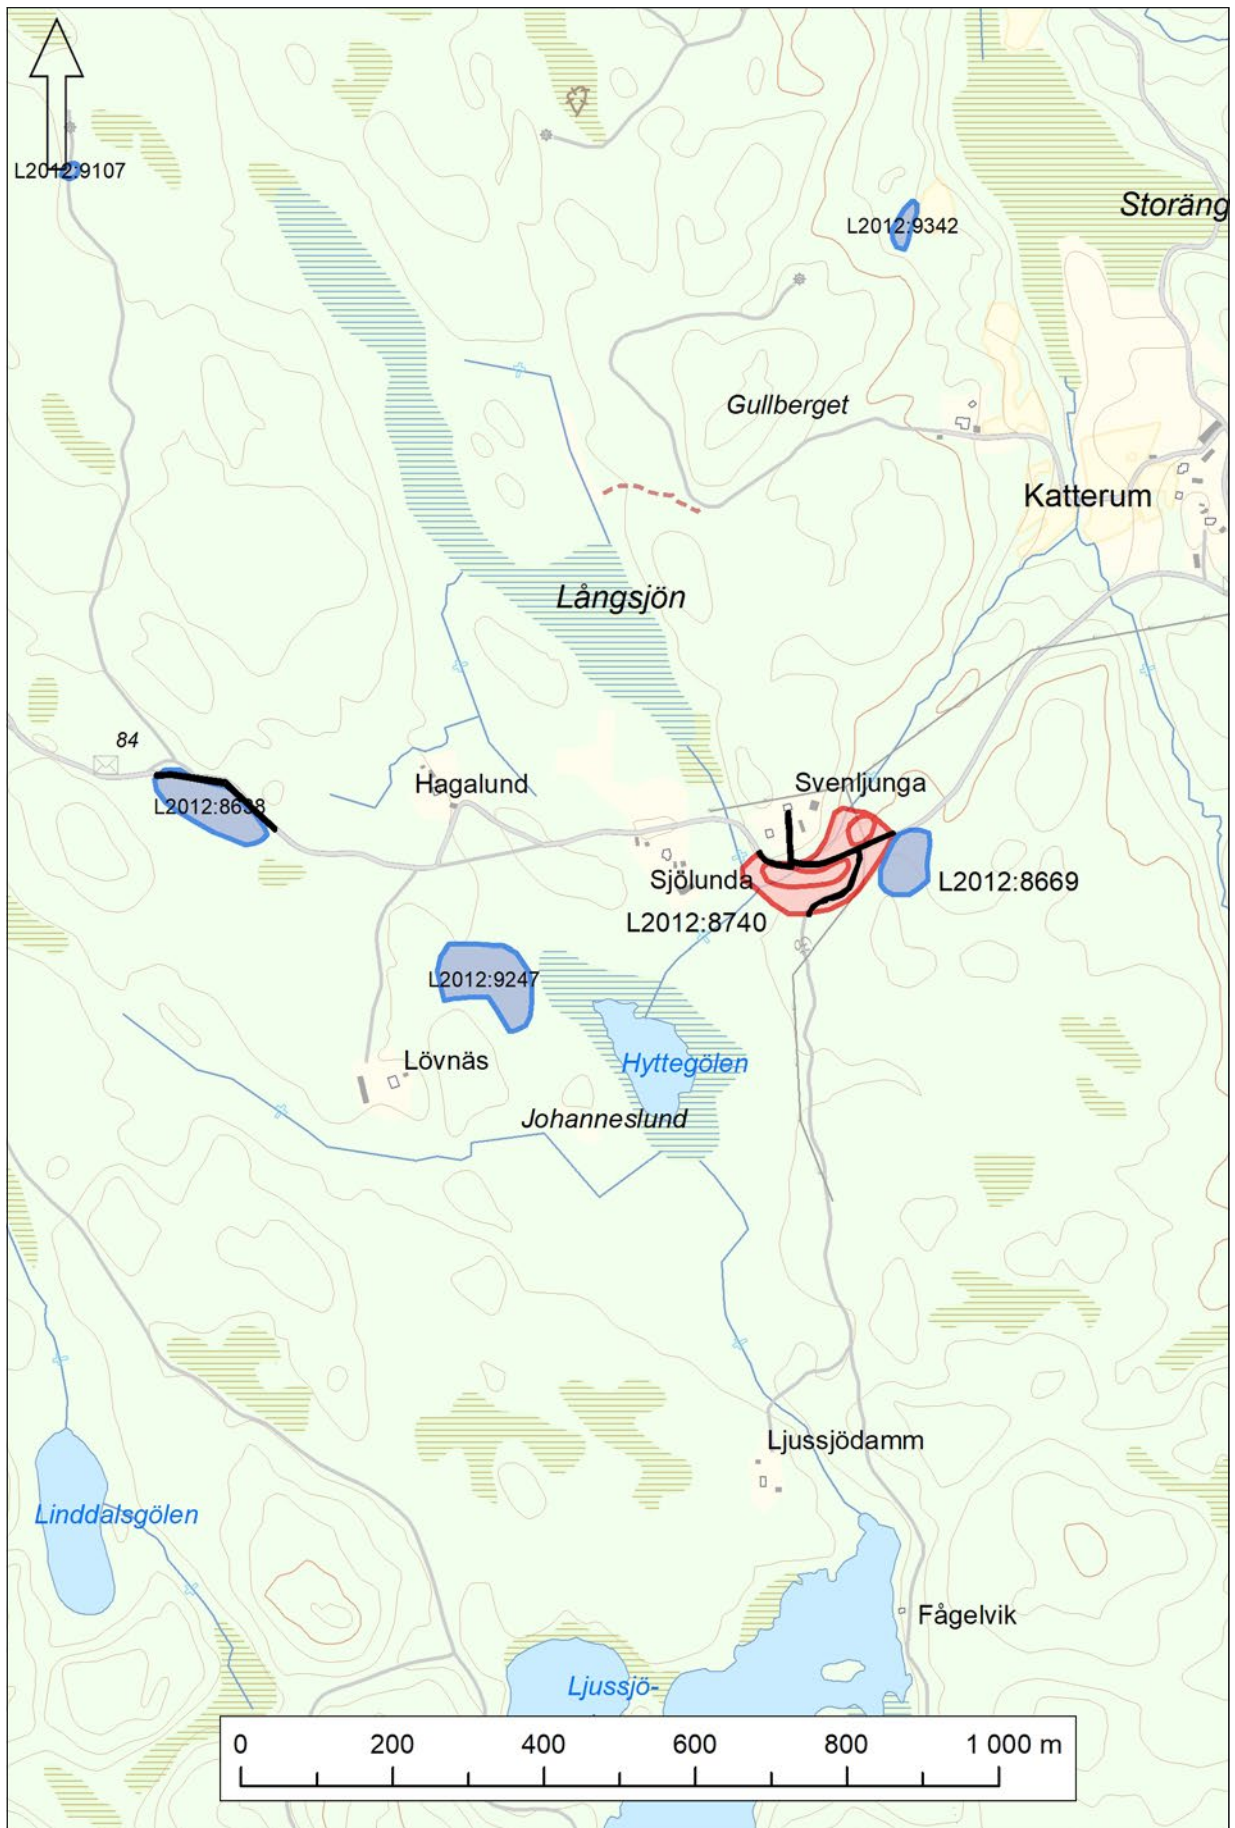 L2012:9107
Storäng
L2012:9342
Gullberget
Katterum
Långsjön
84
Hagalund
Svenljunga
L2012:8638
Sjölunda
L2012:8669
L2012:8740
L2012:9247
Lövnäs
Hyttegölen
Johanneslund
Ljussjödamm
Linddalsgölen
Fågelvik
Ljussjö-
0 200 400 600 800 1 000 m